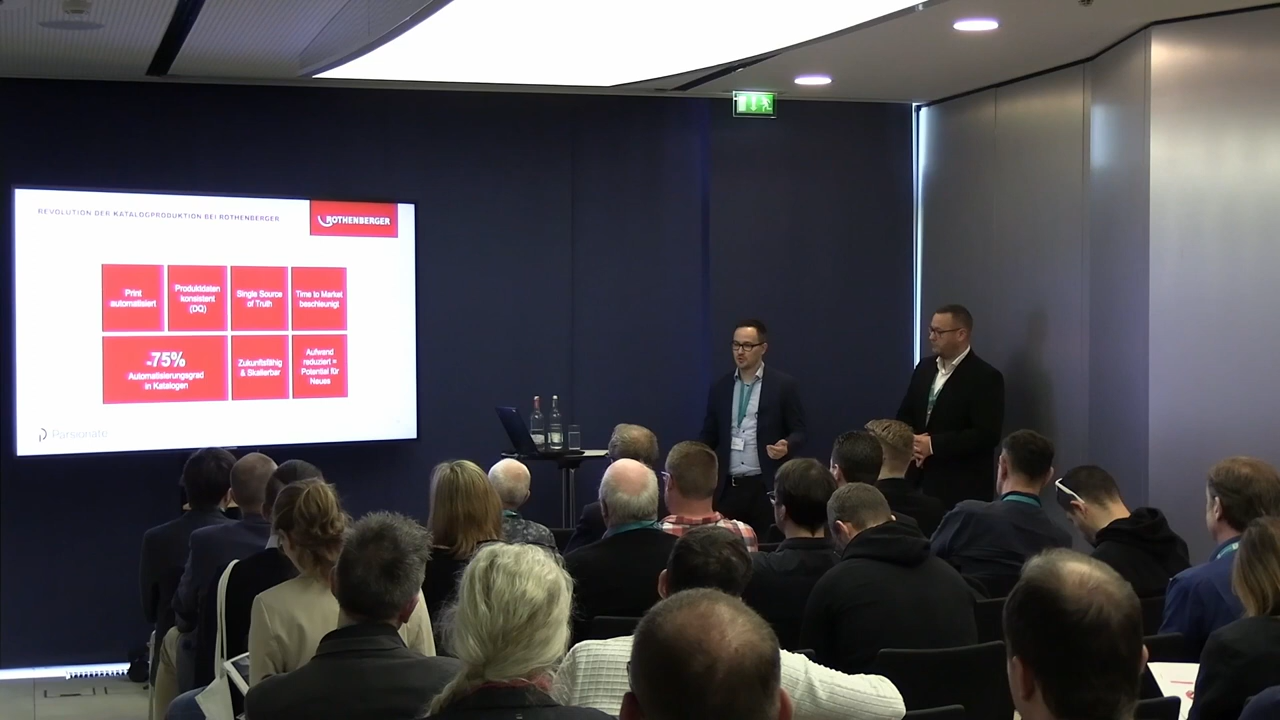 REVOLUTION DER KATALOGPRODUKTION BEI ROTHENBERGER
ROTHENBERGER
Print
automatisiert
Produktdaten
konsistent
(DQ)
Single Source
of Truth
Time to Market
beschleunigt
~75%
Automatisierungsgrad
in Katalogen
Zukunftsfähig
& Skalierbar
Aufwand
reduziert =
Potential für
Neues
Parsionate